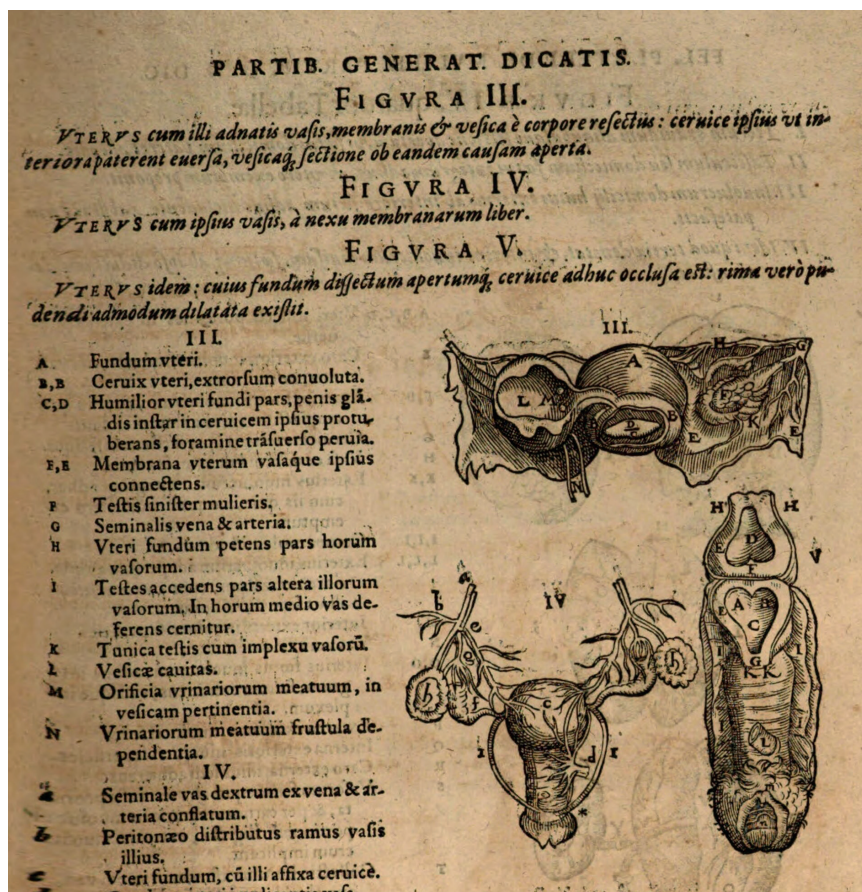 PARTIB. GENERAT. DICATIS.
FIGVRA III.
VTERVS cum illi adnatis vasis, membranis & vesica è corpore resectus: ceruice ipsius vt in-
teriora paterent euersa, vesicaq; sectione ob eandem causam aperta.
FIGVRA IV.
VTERVS cum ipsius vasis, à nexu membranarum liber.
FIGVRA V.
VTERVS idem: cuius fundum dissectum apertumq; ceruice adhuc occlusa est: rima verò pu-
dendi admodum dilatata existit.
III.
A Fundum vteri.
B,B Ceruix vteri, extrorsum conuoluta.
C,D Humilior vteri fundi pars, penis glã-
dis instar in ceruicem ipsius protu-
berans, foramine trãsuerso peruia.
E,E Membrana vterum vasaque ipsius
connectens.
F Testis sinister mulieris.
G Seminalis vena & arteria.
H Vteri fundum petens pars horum
vasorum.
I Testes accedens pars altera illorum
vasorum. In horum medio vas de-
ferens cernitur.
K Tunica testis cum implexu vasorũ.
L Vesicæ cauitas.
M Orificia vrinariorum meatuum, in
vesicam pertinentia.
N Vrinariorum meatuum frustula de-
pendentia.
IV.
a Seminale vas dextrum ex vena & ar-
teria conflatum.
b Peritonæo distributus ramus vasis
illius.
c Vteri fundum, cũ illi affixa ceruicè.
III.
H G
A
L M F
B D B K
C E E
N
H H
D V
E
F
a
b IV
E A B
C
I I
G
K K
e
b b
f c
I I
L
I p I
*